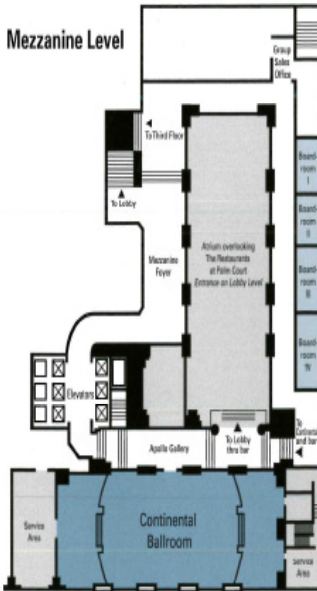 Mezzanine Level
Group
Sales
Office
To Third Floor
To Lobby
Board-
room
I
Board-
room
II
Board-
room
III
Board-
room
IV
Atrium overlooking
The Restaurants
at Palm Court
Entrance on Lobby Level
Mezzanine
Foyer
Elevators
To Lobby
thru bar
To
and bar
Apollo Gallery
Service
Area
Continental
Ballroom
Service
Area